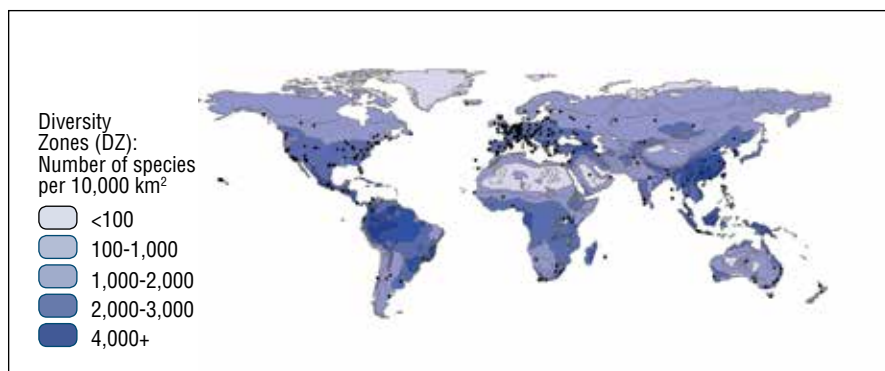 Diversity
Zones (DZ):
Number of species
per 10,000 km²
<100
100-1,000
1,000-2,000
2,000-3,000
4,000+